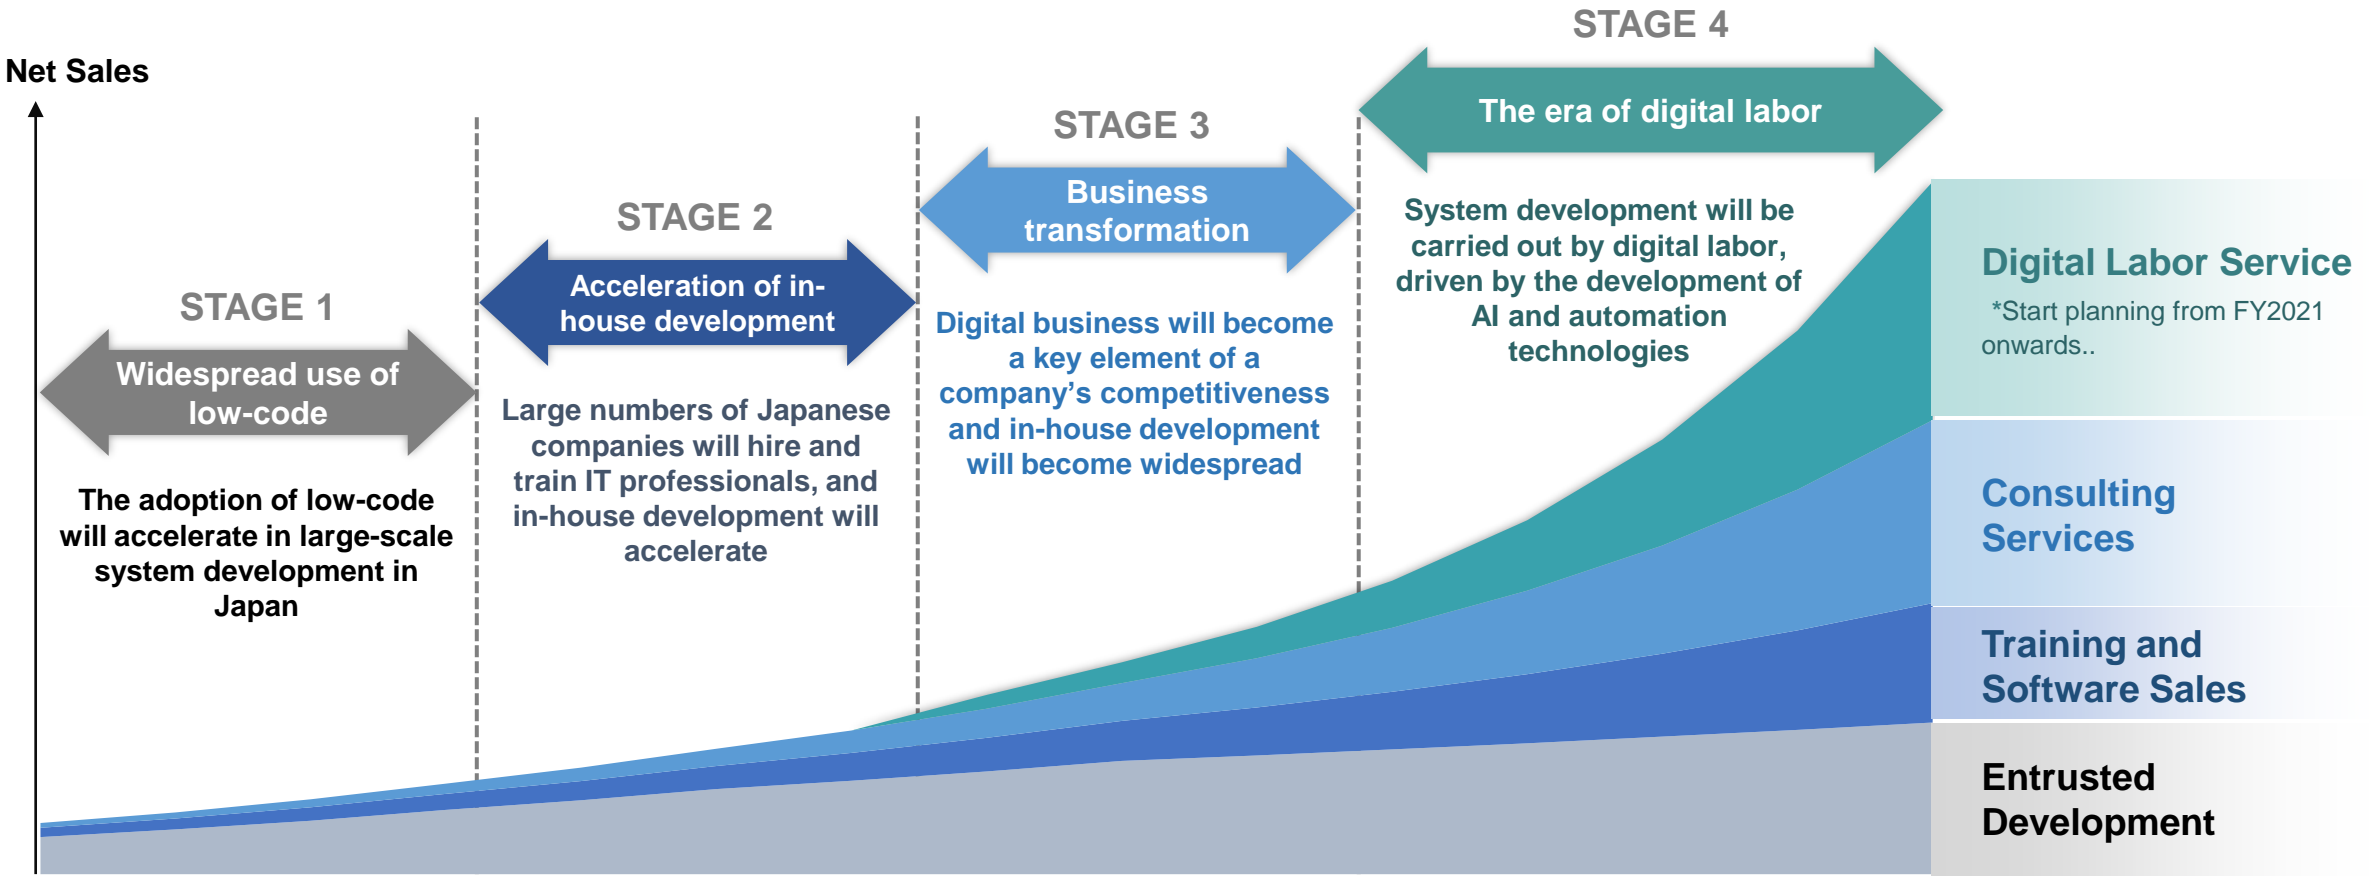 Net Sales
STAGE 1
Widespread use of
low-code
The adoption of low-code
will accelerate in large-scale
system development in
Japan
STAGE 2
Acceleration of in-
house development
Large numbers of Japanese
companies will hire and
train IT professionals, and
in-house development will
accelerate
STAGE 3
Business
transformation
Digital business will become
a key element of a
company’s competitiveness
and in-house development
will become widespread
STAGE 4
The era of digital labor
System development will be
carried out by digital labor,
driven by the development of
AI and automation
technologies
Digital Labor Service
*Start planning from FY2021
onwards..
Consulting
Services
Training and
Software Sales
Entrusted
Development